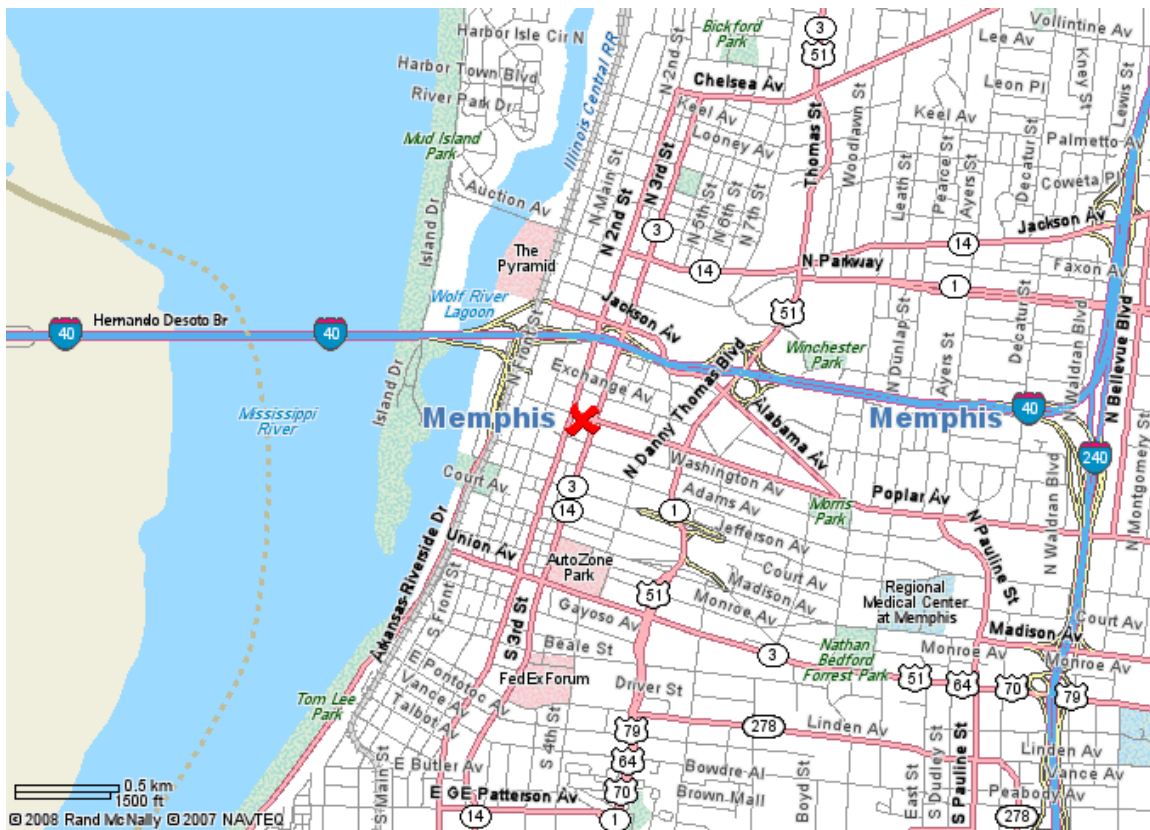 Harbor Isle Cir N
Harbor Town Blvd
River Park Dr
Mud Island
Park
Auction Av
Island Dr
Illinois Central RR
N 2nd St
Bickford
Park
3
51
Chelsea Av
Keel Av
Looney Av
N Main St
N 2nd St
N 3rd St
N 5th St
N 6th St
N 7th St
Thomas St
Woodlawn St
Vollintine Av
Lee Av
Kney St
Lewis St
Leon Pl
Keel Av
Palmetto Av
Leath St
Pearce St
Ayers St
Decatur St
Coweta Pl
Jackson Av
14
3
14
N Parkway
1
Faxon Av
The
Pyramid
Wolf River
Lagoon
Hernando Desoto Br
40
40
Jackson Av
51
Winchester
Park
N Dunlap St
Ayers St
Decatur St
N Waldran Blvd
N Bellevue Blvd
N Front St
Exchange Av
Island Dr
Mississippi
River
Memphis
N Danny Thomas Blvd
Alabama Av
Memphis
40
240
N Montgomery St
Court Av
Washington Av
Adams Av
Jefferson Av
Morris
Park
Poplar Av
N Waldran Blvd
3
14
1
Arkansas-Riverside Dr
Union Av
AutoZone
Park
Court Av
Madison Av
Monroe Av
51
Regional
Medical Center
at Memphis
N Pauline St
Court Av
Madison Av
Monroe Av
Monroe Av
S Front St
S 3rd St
Gayoso Av
Beale St
Nathan
Bedford
Forrest Park
3
51
64
70
79
FedExForum
Driver St
E Pontotoc Av
Vance Av
Talbot Av
Tom Lee
Park
S 4th St
79
64
70
278
Linden Av
Linden Av
Vance Av
Peabody Av
E Butler Av
Bowdre Al
Brown Mall
Boyd St
East St
S Dudley St
S Pauline St
S Main St
E GE Patterson Av
14
1
278
0.5 km
1500 ft
© 2008 Rand McNally © 2007 NAVTEQ